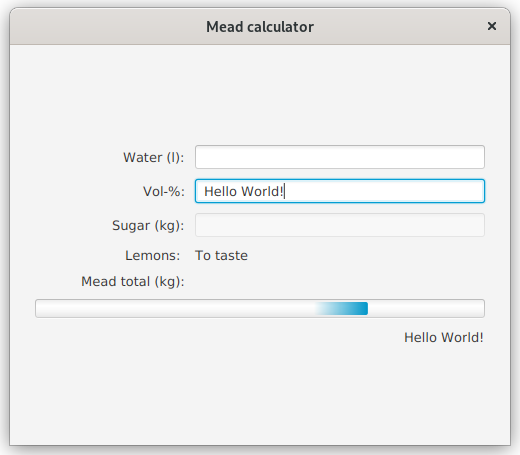 Mead calculator ×
Water (l):
Vol-%: Hello World!
Sugar (kg):
Lemons: To taste
Mead total (kg):
Hello World!